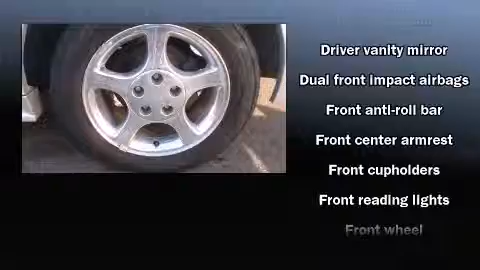 Driver vanity mirror
Dual front impact airbags
Front anti-roll bar
Front center armrest
Front cupholders
Front reading lights
Front wheel